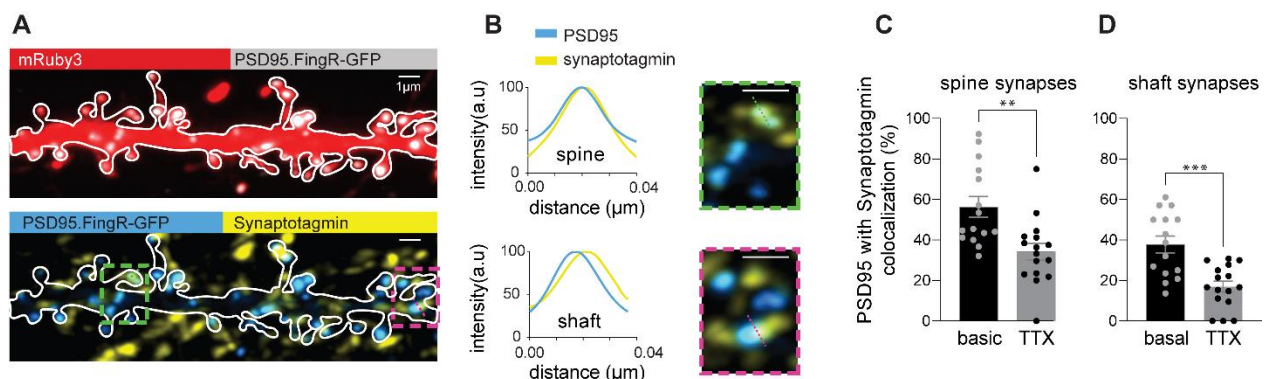 A
mRuby3 PSD95.FingR-GFP
1µm
PSD95.FingR-GFP Synaptotagmin
B
PSD95
synaptotagmin
intensity(a.u)
100
50
0
spine
0.00 0.04
distance (µm)
intensity(a.u
100
50
0
shaft
0.00 0.04
distance (µm)
C
spine synapses
**
PSD95 with Synaptotagmin
colocalization (%)
100
80
60
40
20
0
basic TTX
D
shaft synapses
***
100
80
60
40
20
0
basal TTX